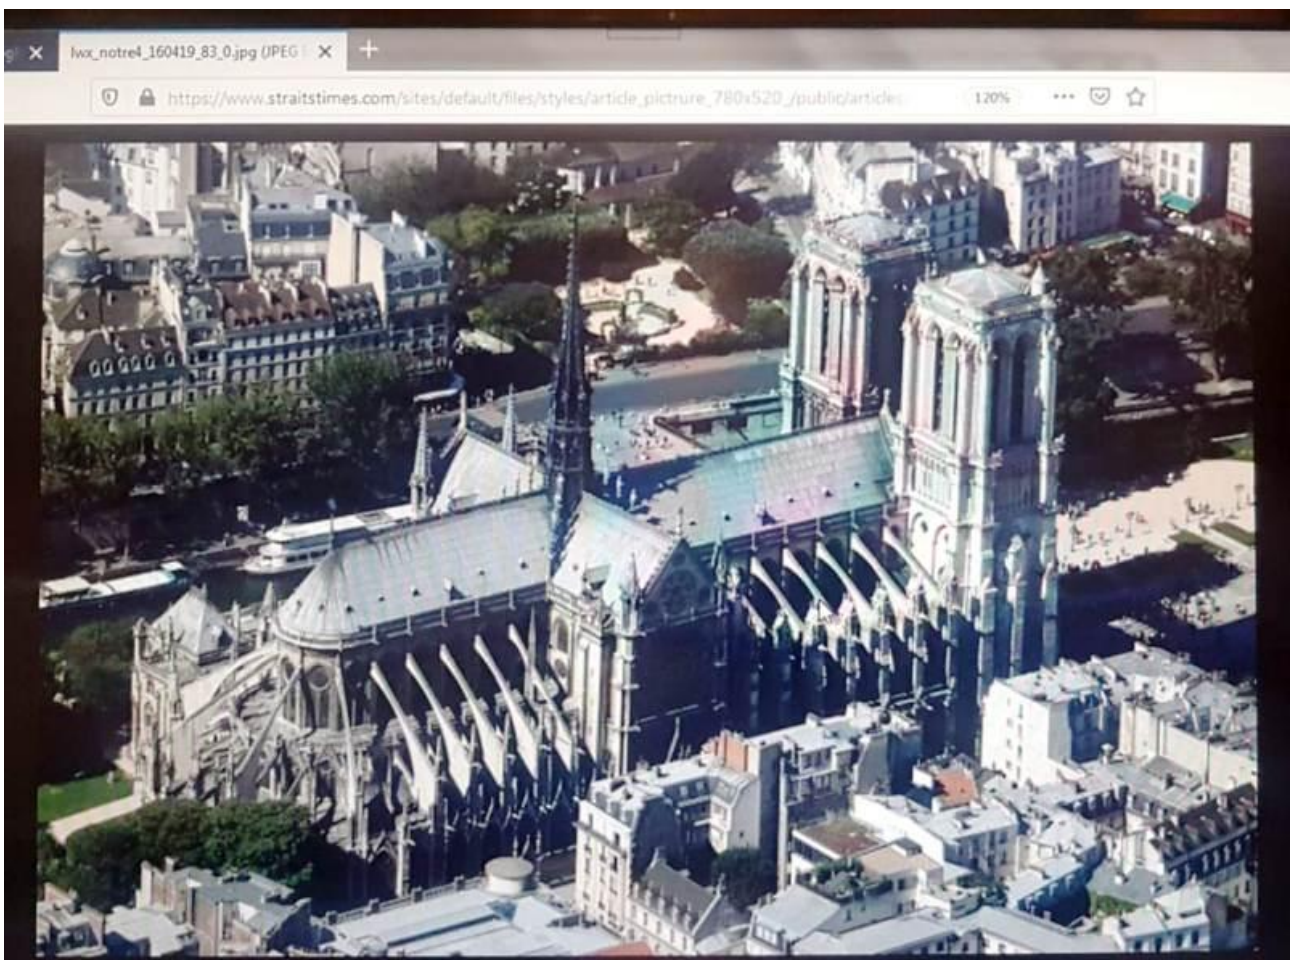 lwx_notre4_160419_83_0.jpg (JPEG
https://www.straitstimes.com/sites/default/files/styles/article_pictrure_780x520_/public/articles
120%